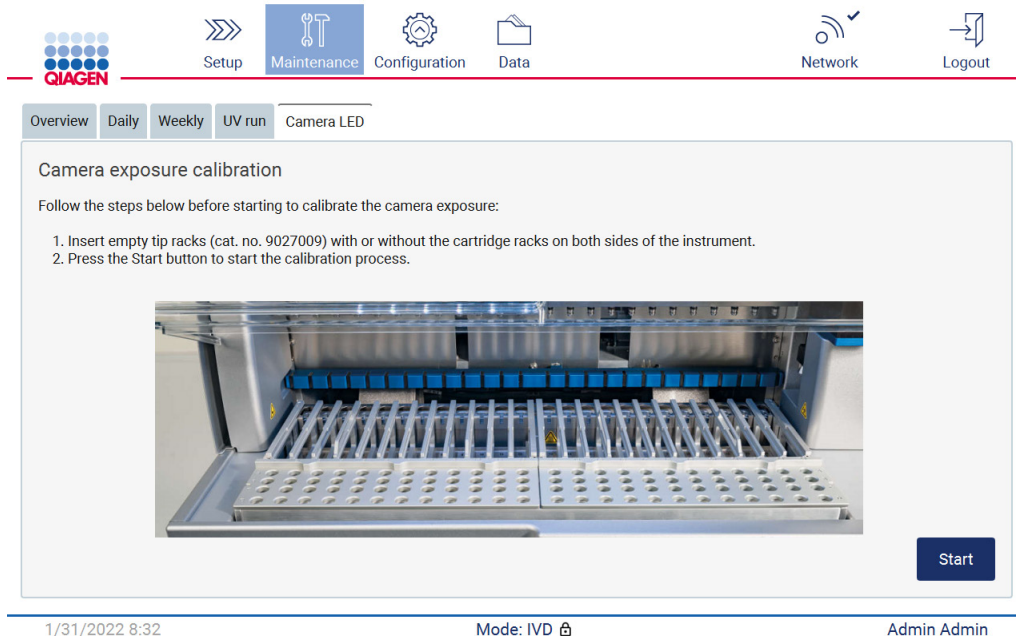 QIAGEN
Setup
Maintenance
Configuration
Data
Network
Logout
Overview
Daily
Weekly
UV run
Camera LED
Camera exposure calibration
Follow the steps below before starting to calibrate the camera exposure:
1. Insert empty tip racks (cat. no. 9027009) with or without the cartridge racks on both sides of the instrument.
2. Press the Start button to start the calibration process.
Start
1/31/2022 8:32
Mode: IVD
Admin Admin